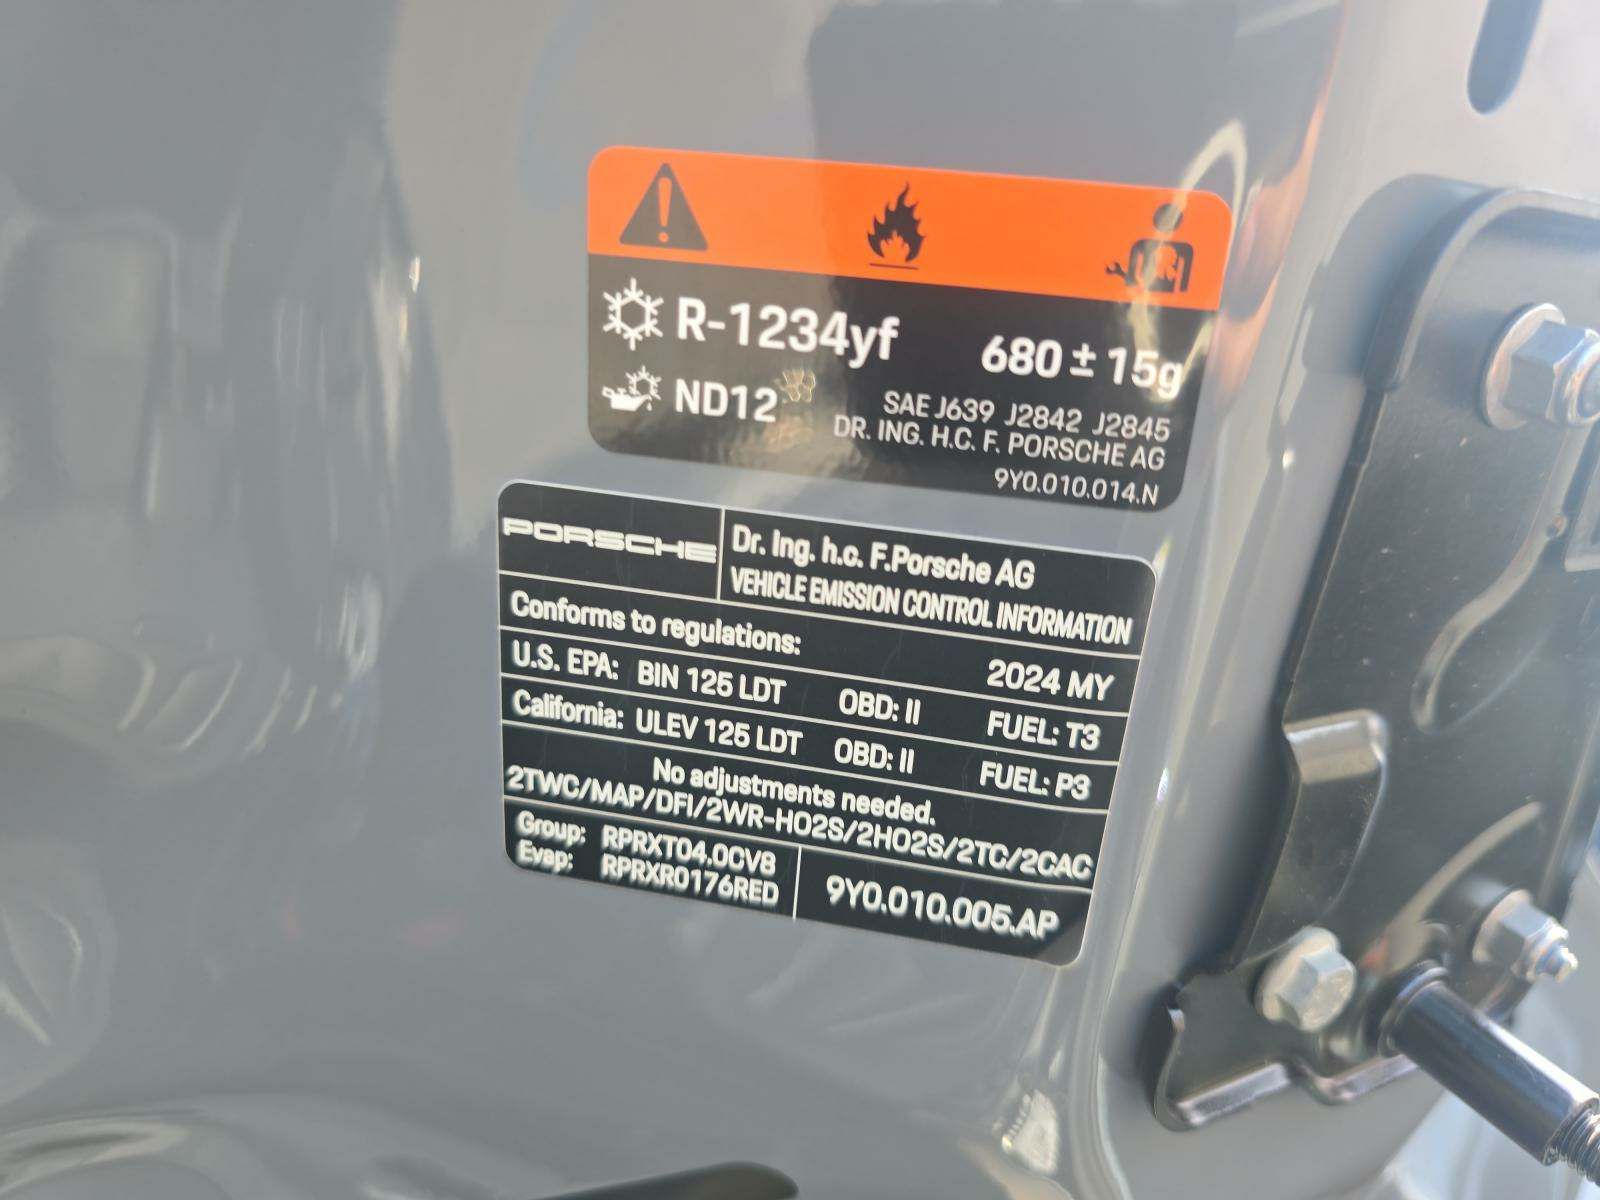 R-1234yf 680 ± 15g
ND12
SAE J639 J2842 J2845
DR. ING. H.C. F. PORSCHE AG
9Y0.010.014.N
PORSCHE
Dr. Ing. h.c. F.Porsche AG
VEHICLE EMISSION CONTROL INFORMATION
Conforms to regulations: 2024 MY
U.S. EPA: BIN 125 LDT OBD: II FUEL: T3
California: ULEV 125 LDT OBD: II FUEL: P3
No adjustments needed.
2TWC/MAP/DFI/2WR-HO2S/2HO2S/2TC/2CAC
Group: RPRXT04.0CV8
Evap: RPRXR0176RED
9Y0.010.005.AP